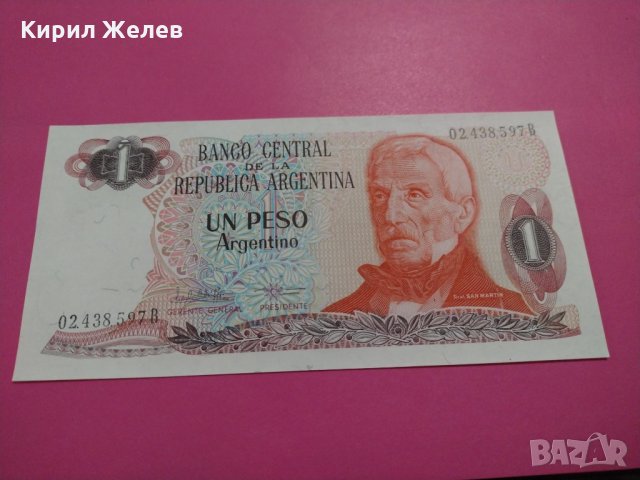 Кирил Желев
02.438.597 B
1
BANCO CENTRAL
DE LA
REPUBLICA ARGENTINA
UN PESO
Argentino
1
Gral. SAN MARTIN
02.438.597 B
GERENTE GENERAL PRESIDENTE
BAZAR